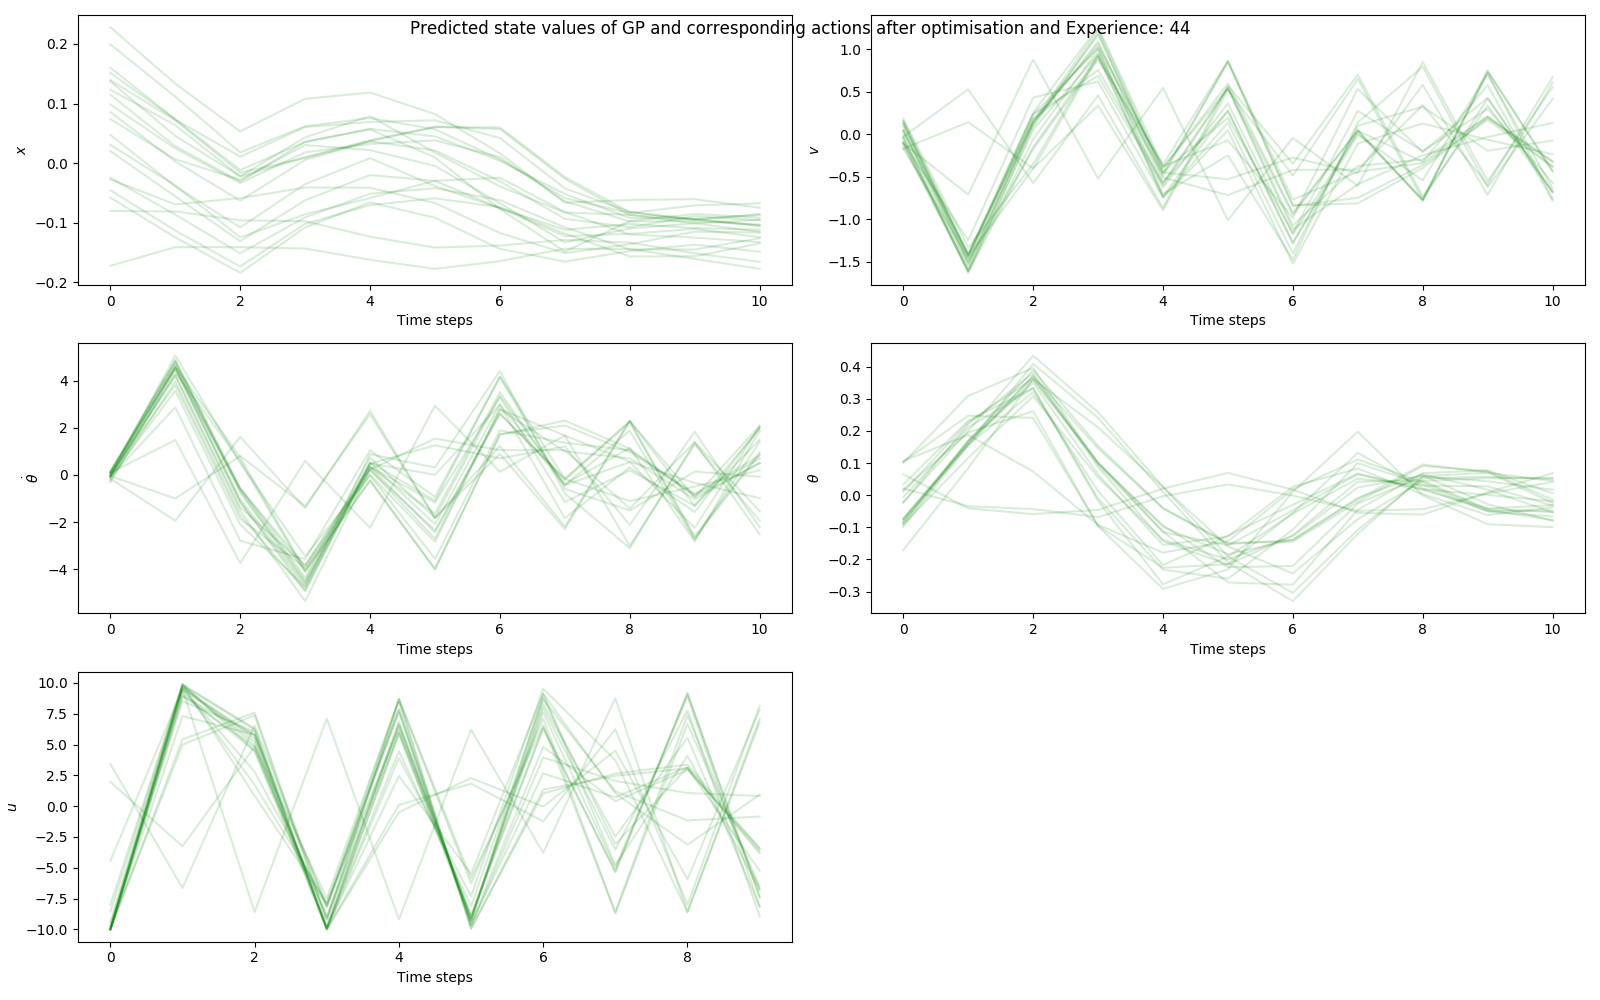 Predicted state values of GP and corresponding actions after optimisation and Experience: 44
0.2
0.1
0.0
−0.1
−0.2
x
0 2 4 6 8 10
Time steps
1.0
0.5
0.0
−0.5
−1.0
−1.5
v
0 2 4 6 8 10
Time steps
4
2
0
−2
−4
θ̇
0 2 4 6 8 10
Time steps
0.4
0.3
0.2
0.1
0.0
−0.1
−0.2
−0.3
θ
0 2 4 6 8 10
Time steps
10.0
7.5
5.0
2.5
0.0
−2.5
−5.0
−7.5
−10.0
u
0 2 4 6 8
Time steps